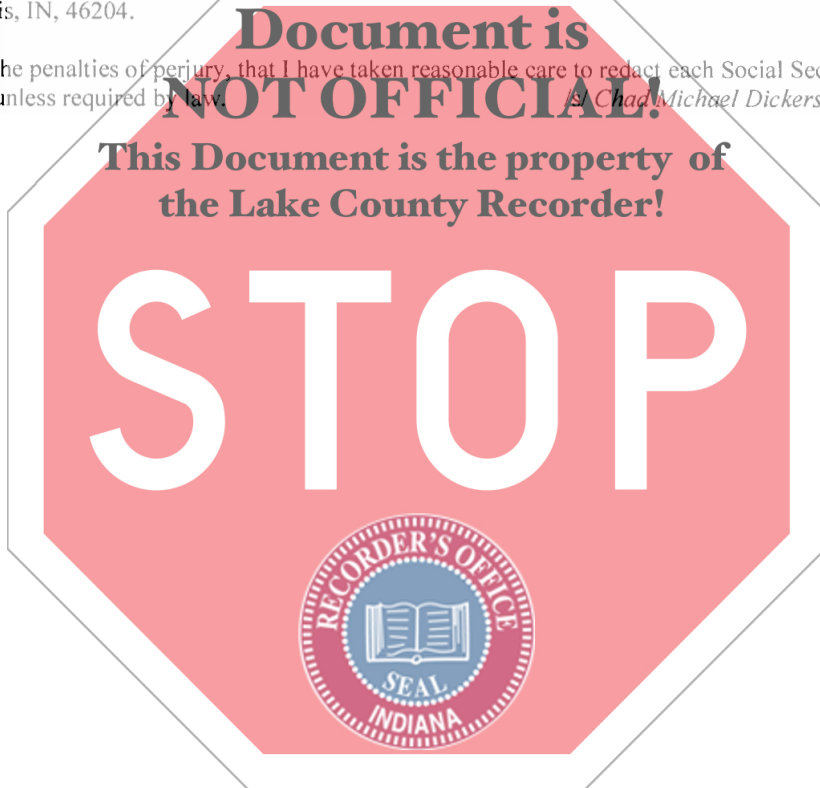 is, IN, 46204.
Document is
he penalties of perjury, that I have taken reasonable care to redact each Social Sec
unless required by law. /s/ Chad Michael Dickers
NOT OFFICIAL!
This Document is the property of
the Lake County Recorder!
STOP
RECORDER'S OFFICE
SEAL
INDIANA